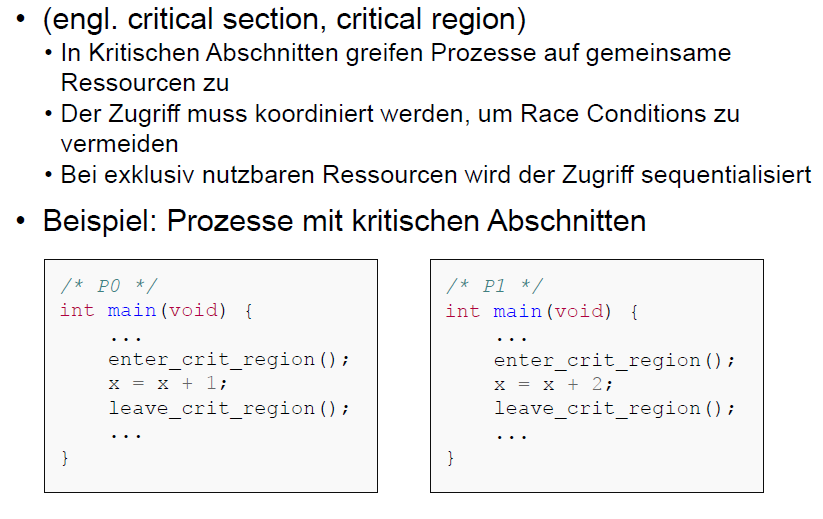 • (engl. critical section, critical region)
• In Kritischen Abschnitten greifen Prozesse auf gemeinsame
Ressourcen zu
• Der Zugriff muss koordiniert werden, um Race Conditions zu
vermeiden
• Bei exklusiv nutzbaren Ressourcen wird der Zugriff sequentialisiert
• Beispiel: Prozesse mit kritischen Abschnitten
/* P0 */
int main(void) {
...
enter_crit_region();
x = x + 1;
leave_crit_region();
...
}
/* P1 */
int main(void) {
...
enter_crit_region();
x = x + 2;
leave_crit_region();
...
}